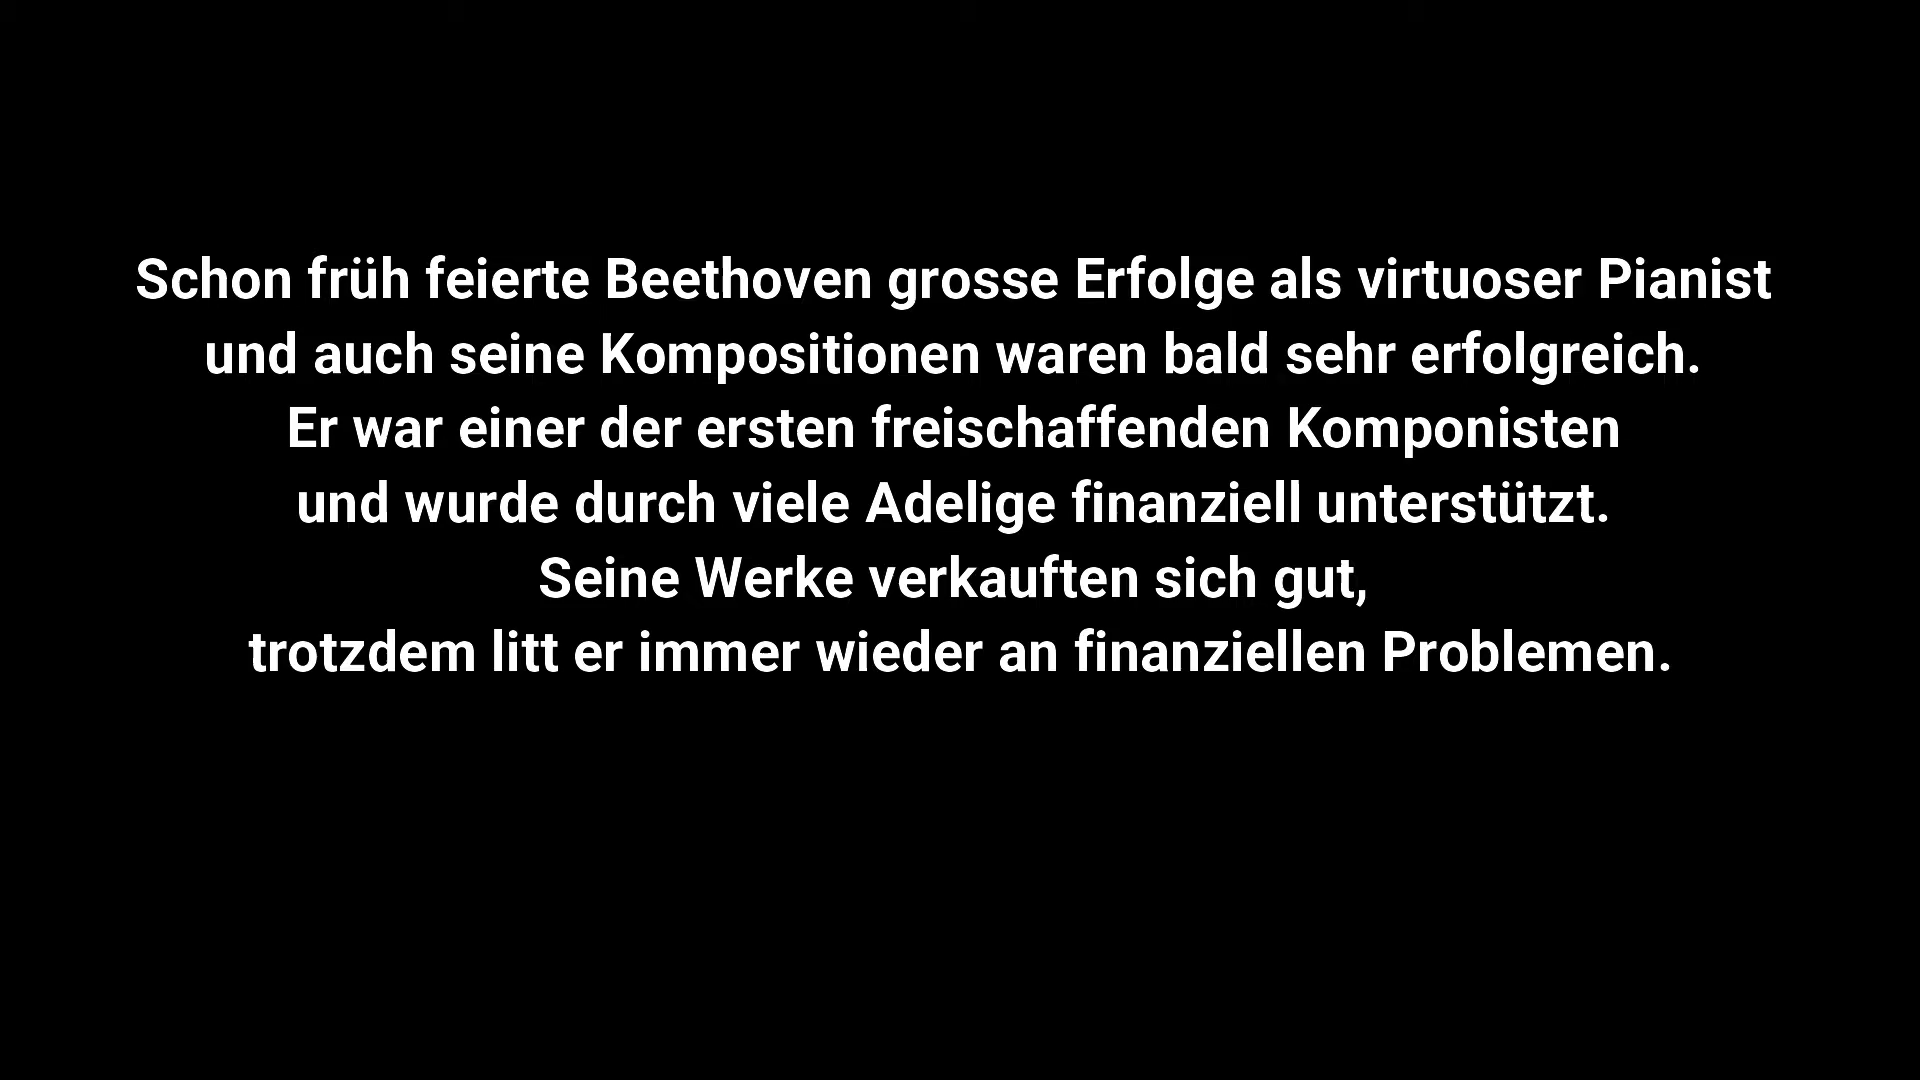 Schon früh feierte Beethoven grosse Erfolge als virtuoser Pianist
und auch seine Kompositionen waren bald sehr erfolgreich.
Er war einer der ersten freischaffenden Komponisten
und wurde durch viele Adelige finanziell unterstützt.
Seine Werke verkauften sich gut,
trotzdem litt er immer wieder an finanziellen Problemen.